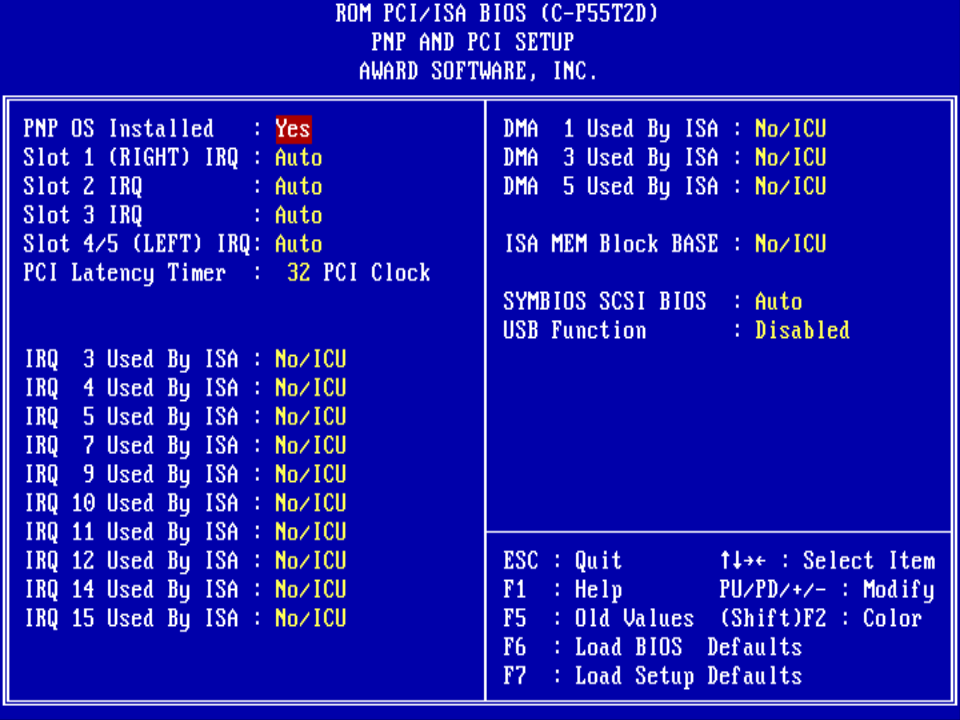 ROM PCI/ISA BIOS (C-P55T2D)
PNP AND PCI SETUP
AWARD SOFTWARE, INC.
PNP OS Installed : Yes
Slot 1 (RIGHT) IRQ : Auto
Slot 2 IRQ : Auto
Slot 3 IRQ : Auto
Slot 4/5 (LEFT) IRQ: Auto
PCI Latency Timer : 32 PCI Clock
IRQ 3 Used By ISA : No/ICU
IRQ 4 Used By ISA : No/ICU
IRQ 5 Used By ISA : No/ICU
IRQ 7 Used By ISA : No/ICU
IRQ 9 Used By ISA : No/ICU
IRQ 10 Used By ISA : No/ICU
IRQ 11 Used By ISA : No/ICU
IRQ 12 Used By ISA : No/ICU
IRQ 14 Used By ISA : No/ICU
IRQ 15 Used By ISA : No/ICU
DMA 1 Used By ISA : No/ICU
DMA 3 Used By ISA : No/ICU
DMA 5 Used By ISA : No/ICU
ISA MEM Block BASE : No/ICU
SYMBIOS SCSI BIOS : Auto
USB Function : Disabled
ESC : Quit ↑↓→← : Select Item
F1 : Help PU/PD/+/- : Modify
F5 : Old Values (Shift)F2 : Color
F6 : Load BIOS Defaults
F7 : Load Setup Defaults